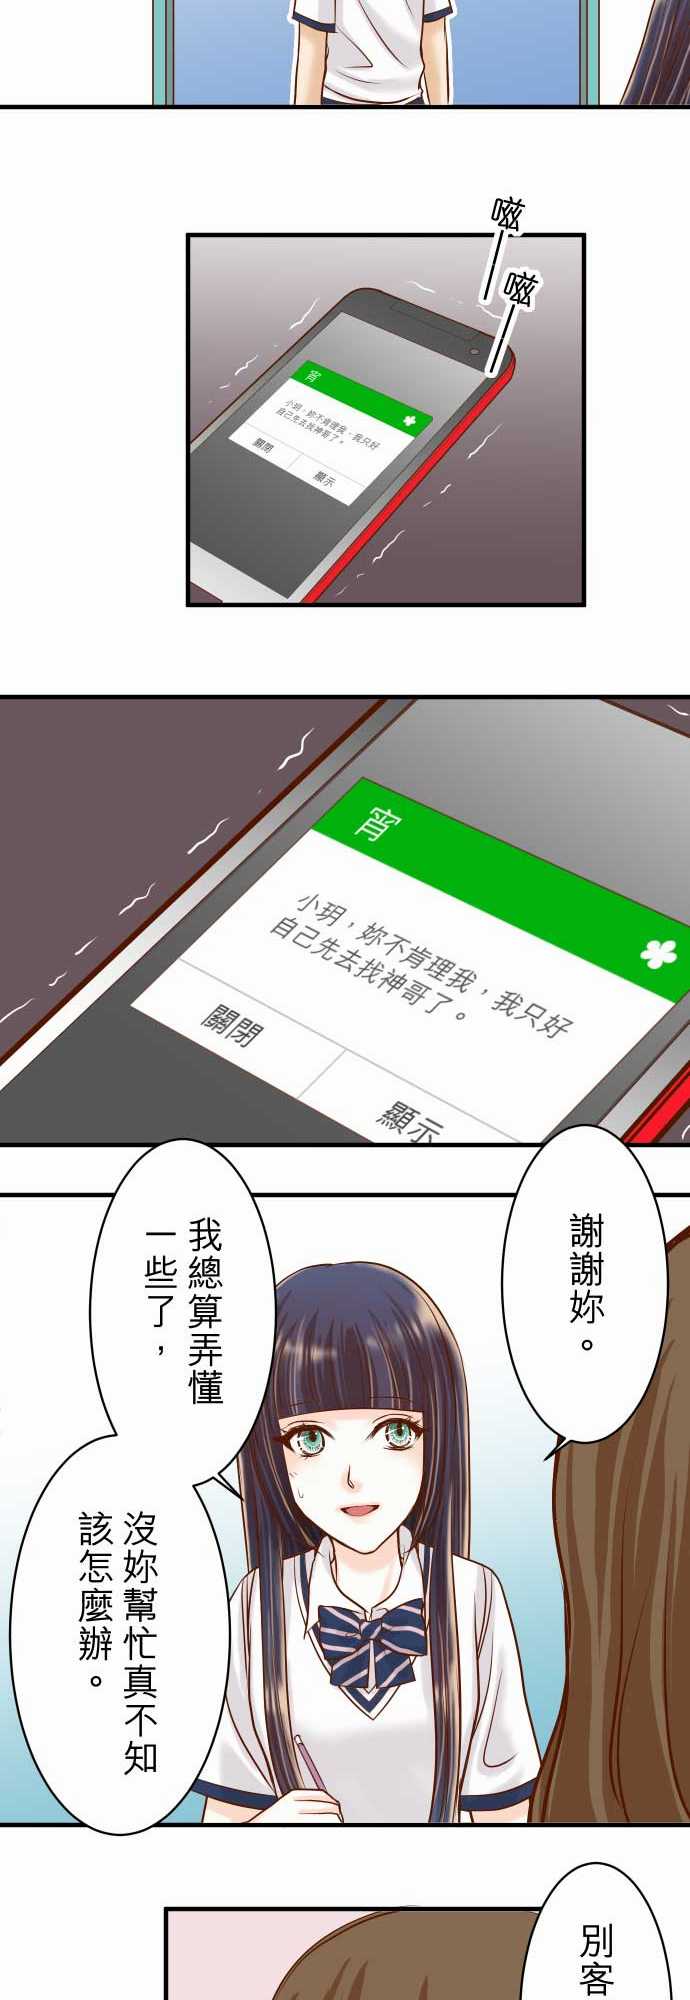 嗞
嗞
宵
小玥，妳不肯理我，我只好
自己先去找神哥了。
關閉
顯示
宵
小玥，妳不肯理我，我只好
自己先去找神哥了。
關閉
顯示
謝謝妳。
我總算弄懂
一些了，
沒妳幫忙真不知
該怎麼辦。
別客